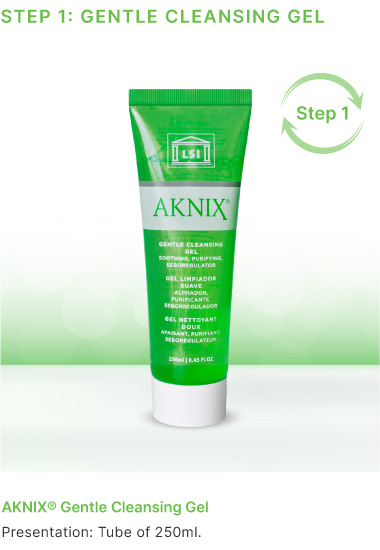 STEP 1: GENTLE CLEANSING GEL
Step 1
LSI
AKNIX®
GENTLE CLEANSING
GEL
SOOTHING, PURIFYING,
SEBOREGULATOR
GEL LIMPIADOR
SUAVE
ALIVIADOR,
PURIFICANTE,
SEBORREGULADOR
GEL NETTOYANT
DOUX
APAISANT, PURIFIANT,
SEBOREGULATEUR
250ml | 8.45 Fl.OZ
AKNIX® Gentle Cleansing Gel
Presentation: Tube of 250ml.